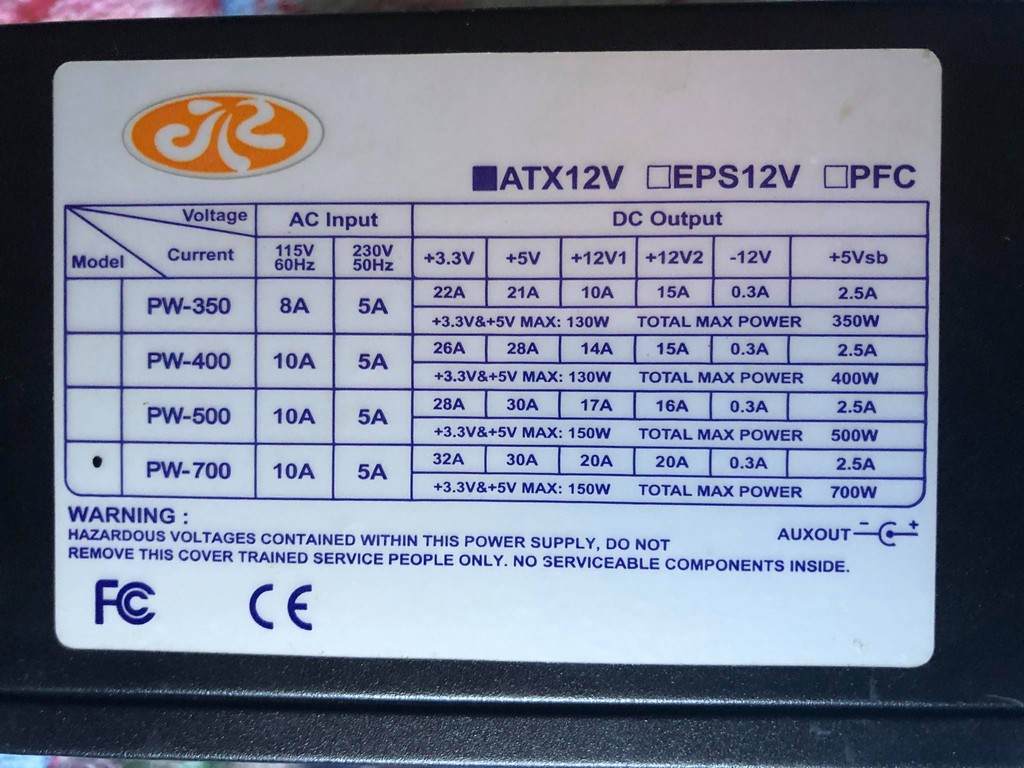 ■ATX12V □EPS12V □PFC
Voltage AC Input DC Output
Model Current 115V 60Hz 230V 50Hz +3.3V +5V +12V1 +12V2 -12V +5Vsb
PW-350 8A 5A 22A 21A 10A 15A 0.3A 2.5A
+3.3V&+5V MAX: 130W TOTAL MAX POWER 350W
PW-400 10A 5A 26A 28A 14A 15A 0.3A 2.5A
+3.3V&+5V MAX: 130W TOTAL MAX POWER 400W
PW-500 10A 5A 28A 30A 17A 16A 0.3A 2.5A
+3.3V&+5V MAX: 150W TOTAL MAX POWER 500W
• PW-700 10A 5A 32A 30A 20A 20A 0.3A 2.5A
+3.3V&+5V MAX: 150W TOTAL MAX POWER 700W
WARNING :
HAZARDOUS VOLTAGES CONTAINED WITHIN THIS POWER SUPPLY, DO NOT
REMOVE THIS COVER TRAINED SERVICE PEOPLE ONLY. NO SERVICEABLE COMPONENTS INSIDE.
AUXOUT - +
FC CE